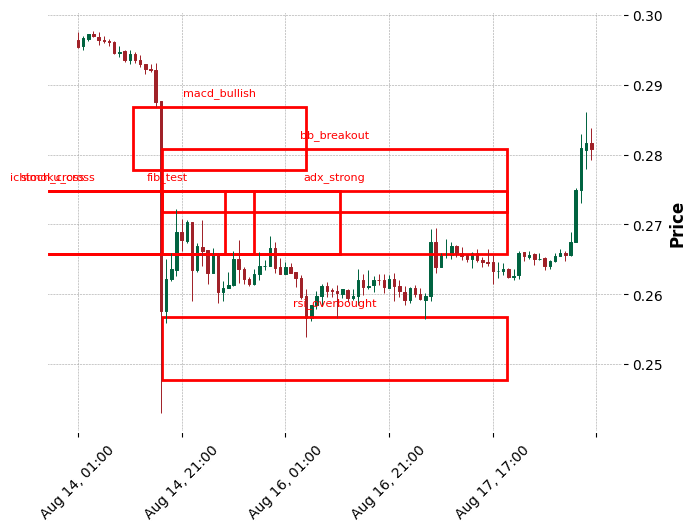 0.30
0.29
macd_bullish
bb_breakout
0.28
fib_test
adx_strong
0.27
0.26
rsi_overbought
0.25
Price
Aug 14, 01:00
Aug 14, 21:00
Aug 16, 01:00
Aug 16, 21:00
Aug 17, 17:00